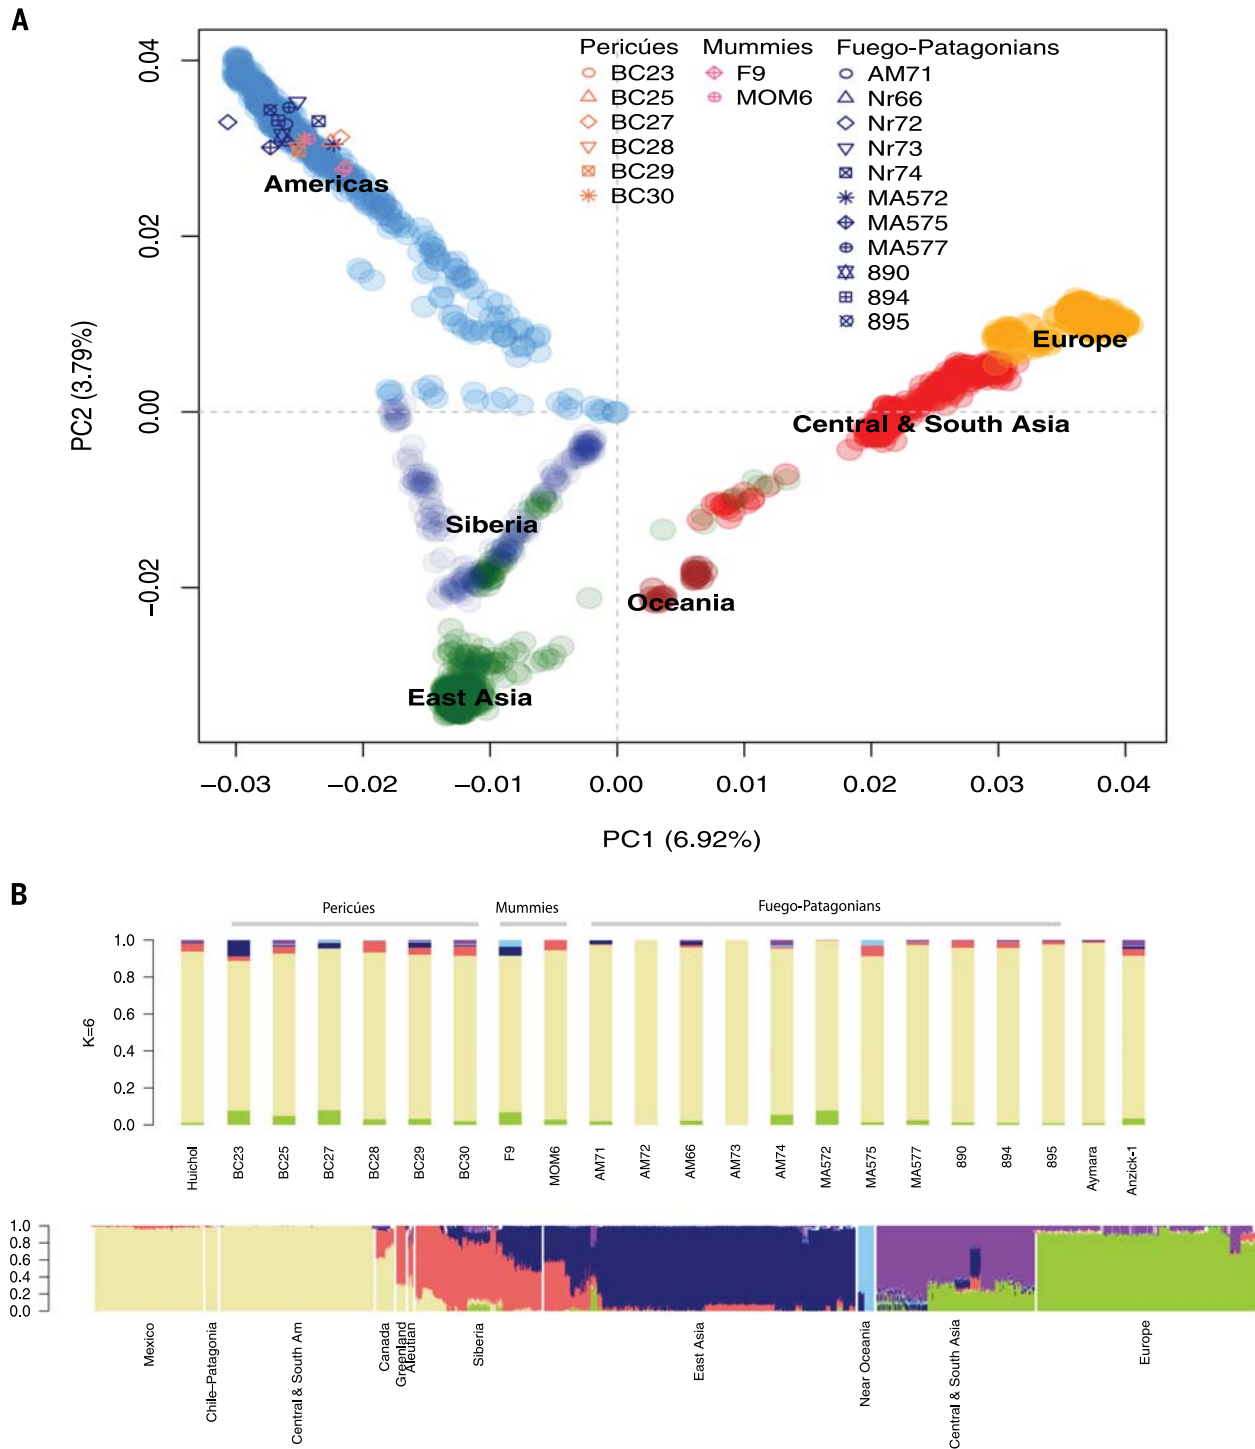 A
PC2 (3.79%)
0.04
0.02
0.00
−0.02
Pericúes
BC23
BC25
BC27
BC28
BC29
BC30
Mummies
F9
MOM6
Fuego-Patagonians
AM71
Nr66
Nr72
Nr73
Nr74
MA572
MA575
MA577
890
894
895
Americas
Europe
Central & South Asia
Siberia
Oceania
East Asia
−0.03 −0.02 −0.01 0.00 0.01 0.02 0.03 0.04
PC1 (6.92%)
B
Pericúes Mummies Fuego-Patagonians
K=6
1.0
0.8
0.6
0.4
0.2
0.0
Huichol
BC23
BC25
BC27
BC28
BC29
BC30
F9
MOM6
AM71
AM72
AM66
AM73
AM74
MA572
MA575
MA577
890
894
895
Aymara
Anzick-1
1.0
0.8
0.6
0.4
0.2
0.0
Mexico
Chile–Patagonia
Central & South Am
Canada
Greenland
Aleutian
Siberia
East Asia
Near Oceania
Central & South Asia
Europe